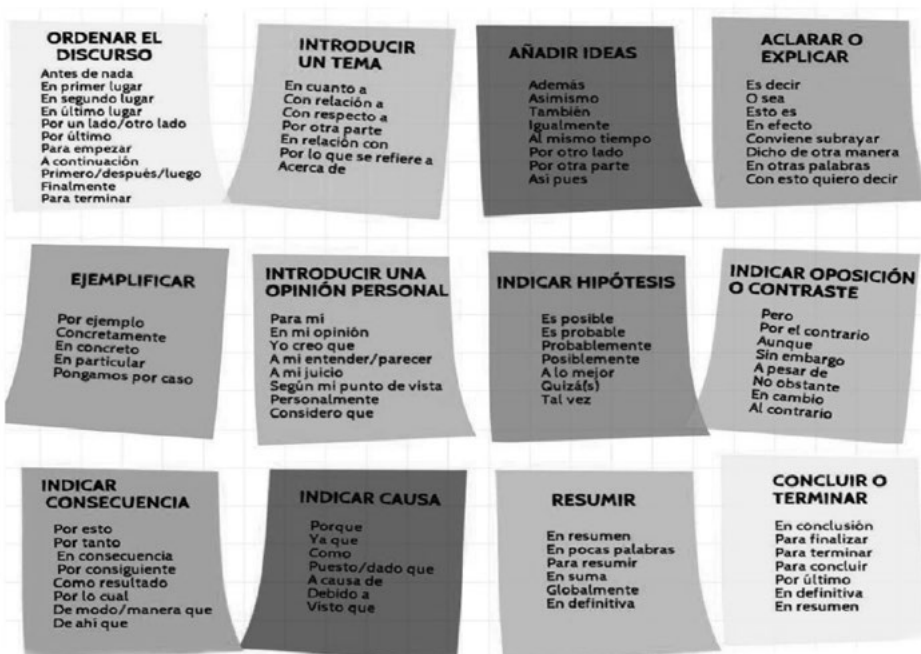 ORDENAR EL
DISCURSO
Antes de nada
En primer lugar
En segundo lugar
En último lugar
Por un lado/otro lado
Por último
Para empezar
A continuación
Primero/después/luego
Finalmente
Para terminar
INTRODUCIR
UN TEMA
En cuanto a
Con relación a
Con respecto a
Por otra parte
En relación con
Por lo que se refiere a
Acerca de
AÑADIR IDEAS
Además
Asimismo
También
Igualmente
Al mismo tiempo
Por otro lado
Por otra parte
Así pues
ACLARAR O
EXPLICAR
Es decir
O sea
Esto es
En efecto
Conviene subrayar
Dicho de otra manera
En otras palabras
Con esto quiero decir
EJEMPLIFICAR
Por ejemplo
Concretamente
En concreto
En particular
Pongamos por caso
INTRODUCIR UNA
OPINIÓN PERSONAL
Para mi
En mi opinión
Yo creo que
A mi entender/parecer
A mi juicio
Según mi punto de vista
Personalmente
Considero que
INDICAR HIPÓTESIS
Es posible
Es probable
Probablemente
Posiblemente
A lo mejor
Quizá(s)
Tal vez
INDICAR OPOSICIÓN
O CONTRASTE
Pero
Por el contrario
Aunque
Sin embargo
A pesar de
No obstante
En cambio
Al contrario
INDICAR
CONSECUENCIA
Por esto
Por tanto
En consecuencia
Por consiguiente
Como resultado
Por lo cual
De modo/manera que
De ahí que
INDICAR CAUSA
Porque
Ya que
Como
Puesto/dado que
A causa de
Debido a
Visto que
RESUMIR
En resumen
En pocas palabras
Para resumir
En suma
Globalmente
En definitiva
CONCLUIR O
TERMINAR
En conclusión
Para finalizar
Para terminar
Para concluir
Por último
En definitiva
En resumen